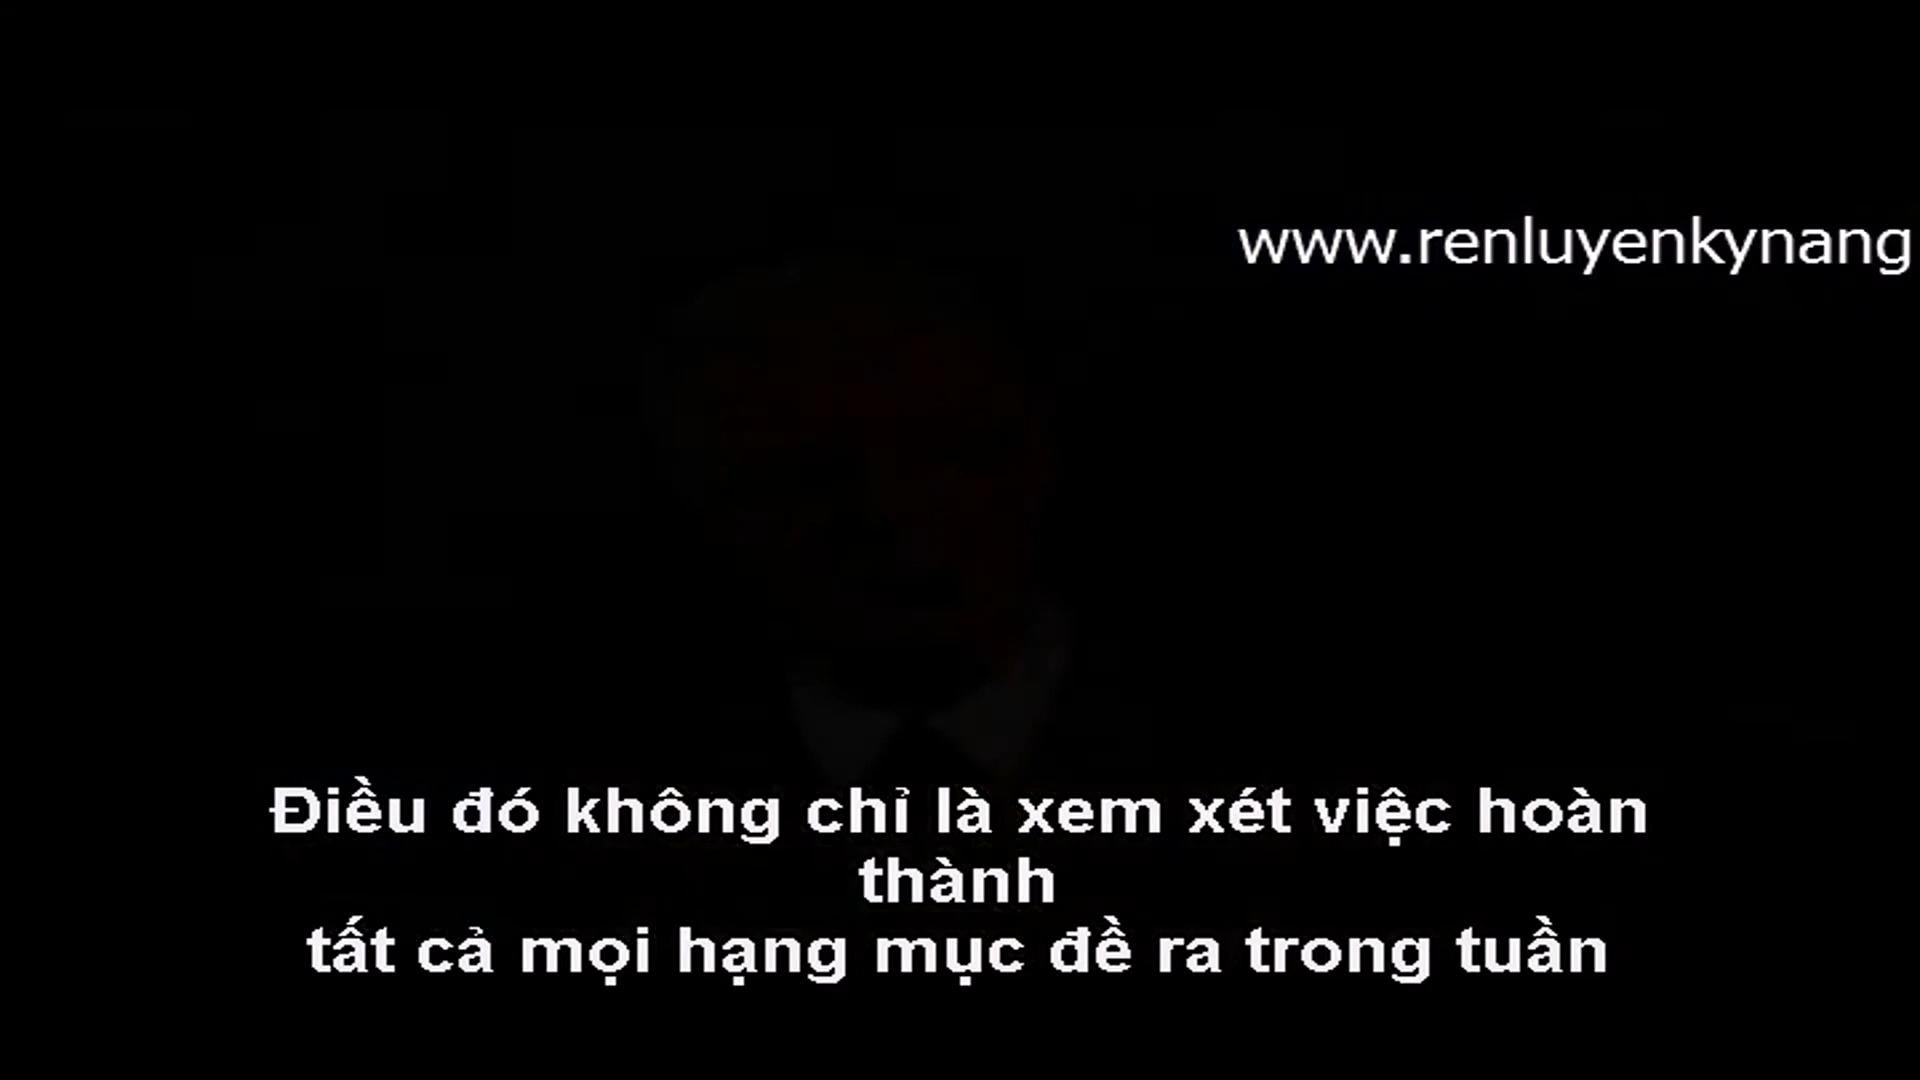 www.renluyenkynang
Điều đó không chỉ là xem xét việc hoàn
thành
tất cả mọi hạng mục đề ra trong tuần